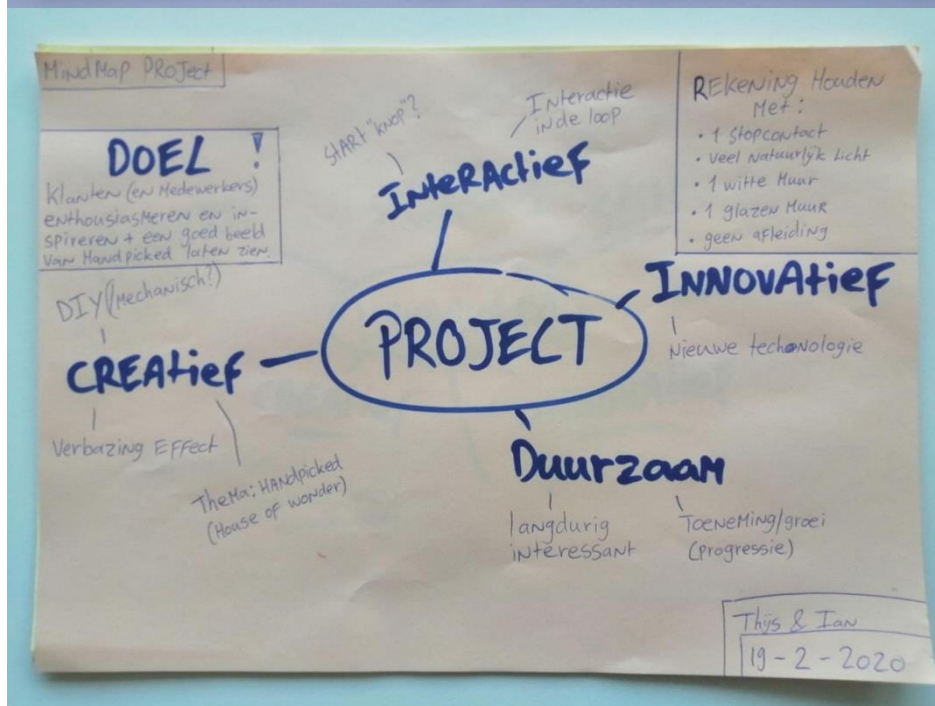 MindMap PROJect
DOEL !
Klanten (en Medewerkers)
enthousiasmeren en in-
spireren + een goed beeld
van Handpicked laten zien.
START "knop"?
Interactie
in de loop
InteRActief
REkening Houden
Met:
• 1 Stopcontact
• veel natuurlijk licht
• 1 witte Muur
• 1 glazen Muur
• geen afleiding
INNOVAtief
Nieuwe techonologie
PROJECT
DIY (Mechanisch?)
CREAtief
Verbazing Effect
Thema: HANdpicked
(House of wonder)
Duurzaam
langdurig
interessant
Toeneming/groei
(progressie)
Thijs & Ian
19-2-2020